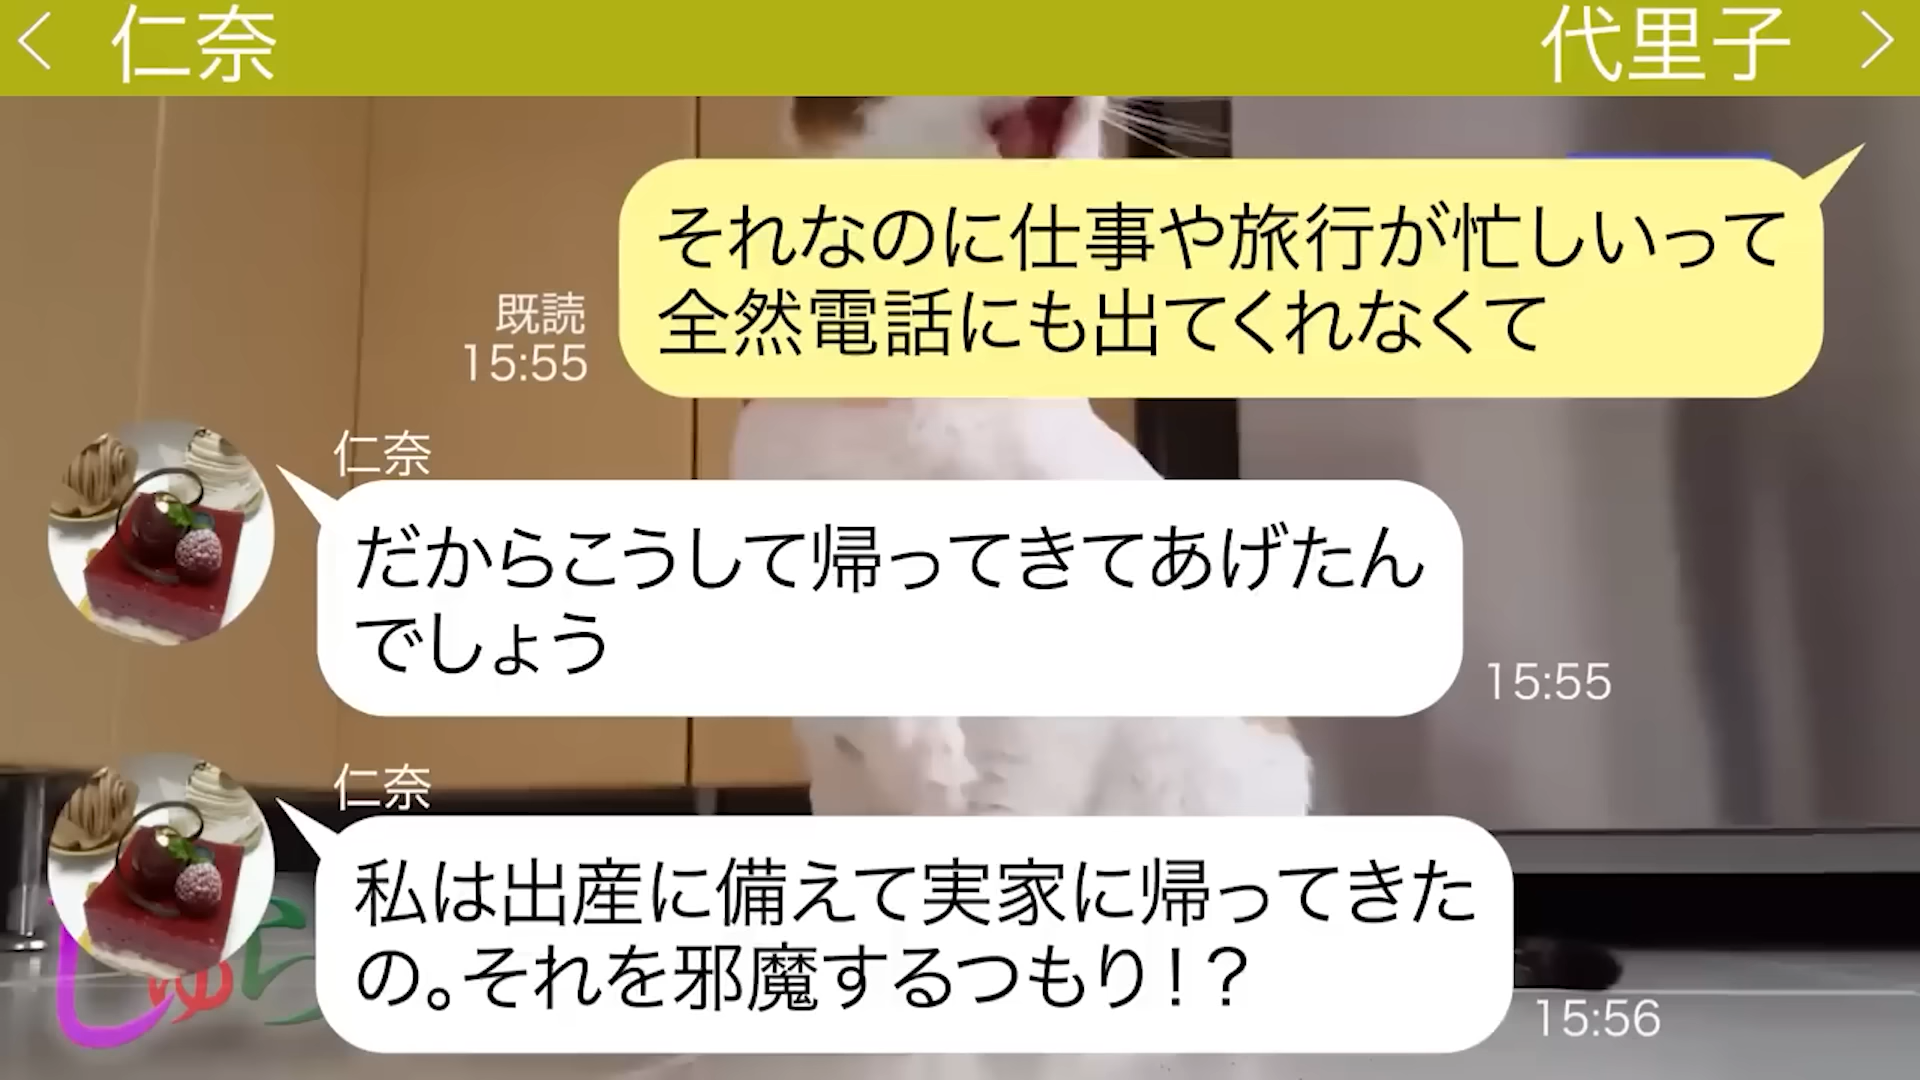 仁奈
代里子
それなのに仕事や旅行が忙しいって
全然電話にも出てくれなくて
既読
15:55
仁奈
だからこうして帰ってきてあげたん
でしょう
15:55
仁奈
私は出産に備えて実家に帰ってきた
の。それを邪魔するつもり！？
15:56
しゅら